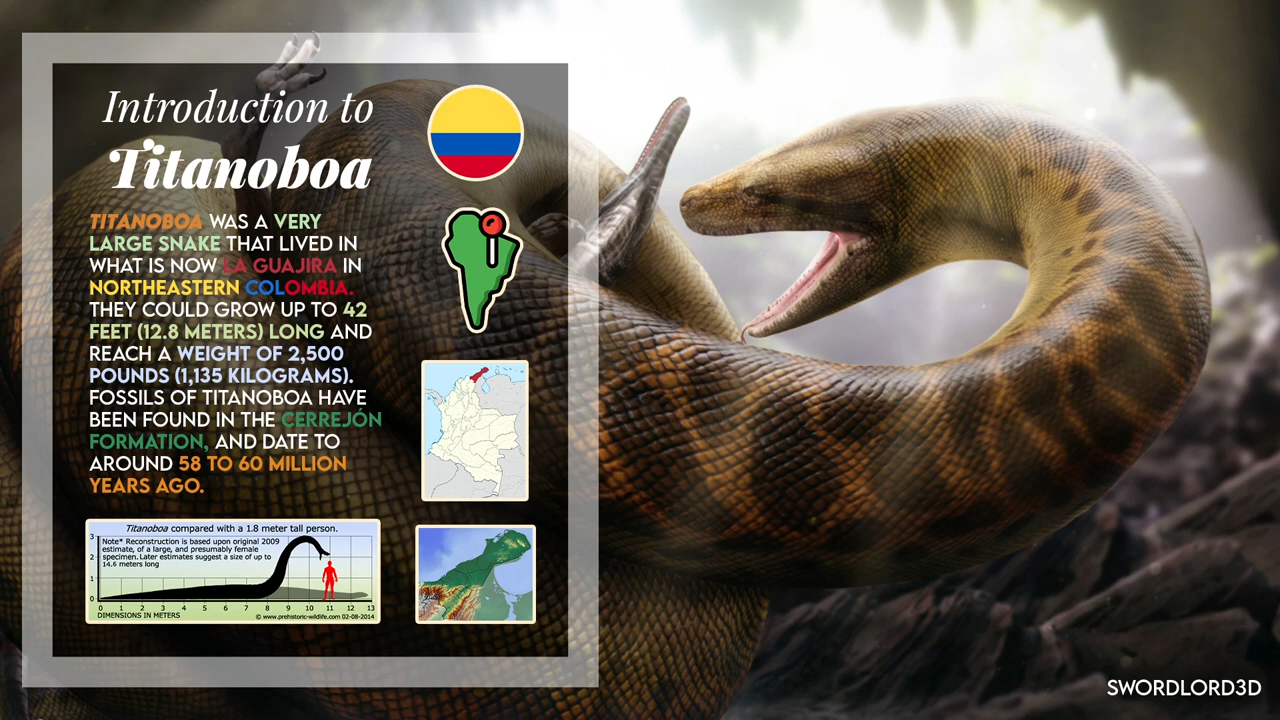 Introduction to
Titanoboa
TITANOBOA WAS A VERY
LARGE SNAKE THAT LIVED IN
WHAT IS NOW LA GUAJIRA IN
NORTHEASTERN COLOMBIA.
THEY COULD GROW UP TO 42
FEET (12.8 METERS) LONG AND
REACH A WEIGHT OF 2,500
POUNDS (1,135 KILOGRAMS).
FOSSILS OF TITANOBOA HAVE
BEEN FOUND IN THE CERREJÓN
FORMATION, AND DATE TO
AROUND 58 TO 60 MILLION
YEARS AGO.
Titanoboa compared with a 1.8 meter tall person.
Note* Reconstruction is based upon original 2009
estimate, of a large, and presumably female
specimen. Later estimates suggest a size of up to
14.6 meters long
3
2
1
0
0 1 2 3 4 5 6 7 8 9 10 11 12 13
DIMENSIONS IN METERS © www.prehistoric-wildlife.com 02-08-2014
SWORDLORD3D